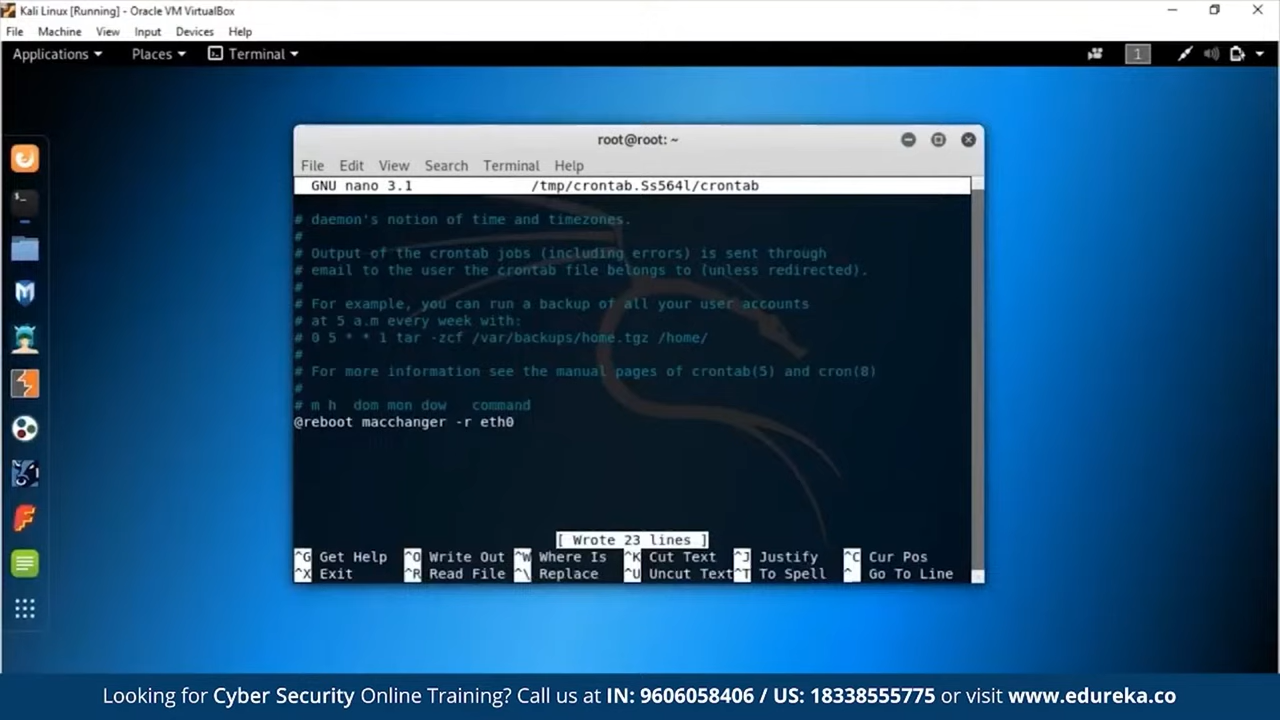 Kali Linux [Running] - Oracle VM VirtualBox
File Machine View Input Devices Help
Applications Places Terminal 1
root@root: ~
File Edit View Search Terminal Help
GNU nano 3.1 /tmp/crontab.Ss564l/crontab
# daemon's notion of time and timezones.
#
# Output of the crontab jobs (including errors) is sent through
# email to the user the crontab file belongs to (unless redirected).
#
# For example, you can run a backup of all your user accounts
# at 5 a.m every week with:
# 0 5 * * 1 tar -zcf /var/backups/home.tgz /home/
#
# For more information see the manual pages of crontab(5) and cron(8)
#
# m h dom mon dow command
@reboot macchanger -r eth0
[ Wrote 23 lines ]
^G Get Help ^O Write Out ^W Where Is ^K Cut Text ^J Justify ^C Cur Pos
^X Exit ^R Read File ^\ Replace ^U Uncut Text ^T To Spell ^_ Go To Line
Looking for Cyber Security Online Training? Call us at IN: 9606058406 / US: 18338555775 or visit www.edureka.co